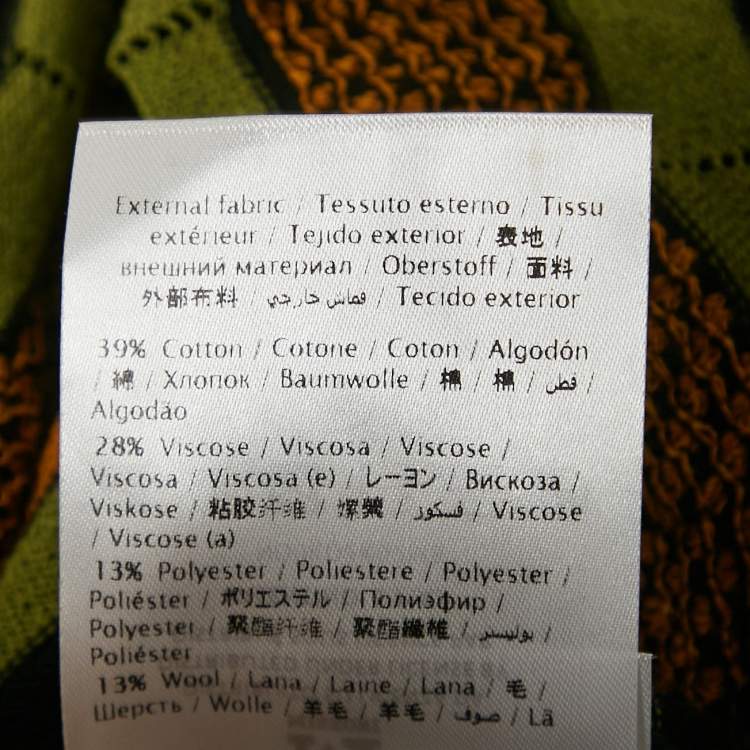 External fabric / Tessuto esterno / Tissu
extérieur / Tejido exterior / 表地 /
внешний материал / Oberstoff / 面料 /
外部布料 / قماش خارجي / Tecido exterior
39% Cotton / Cotone / Coton / Algodón
/ 綿 / Хлопок / Baumwolle / 棉 / 棉 / قطن /
Algodão
28% Viscose / Viscosa / Viscose /
Viscosa / Viscosa (e) / レーヨン / Вискоза /
Viskose / 粘胶纤维 / 嫘縈 / فسكوز / Viscose
/ Viscose (a)
13% Polyester / Poliestere / Polyester /
Poliéster / ポリエステル / Полиэфир /
Polyester / 聚酯纤维 / 聚酯纖維 / بوليستر /
Poliéster
13% Wool / Lana / Laine / Lana / 毛 /
Шерсть / Wolle / 羊毛 / 羊毛 / صوف / Lã